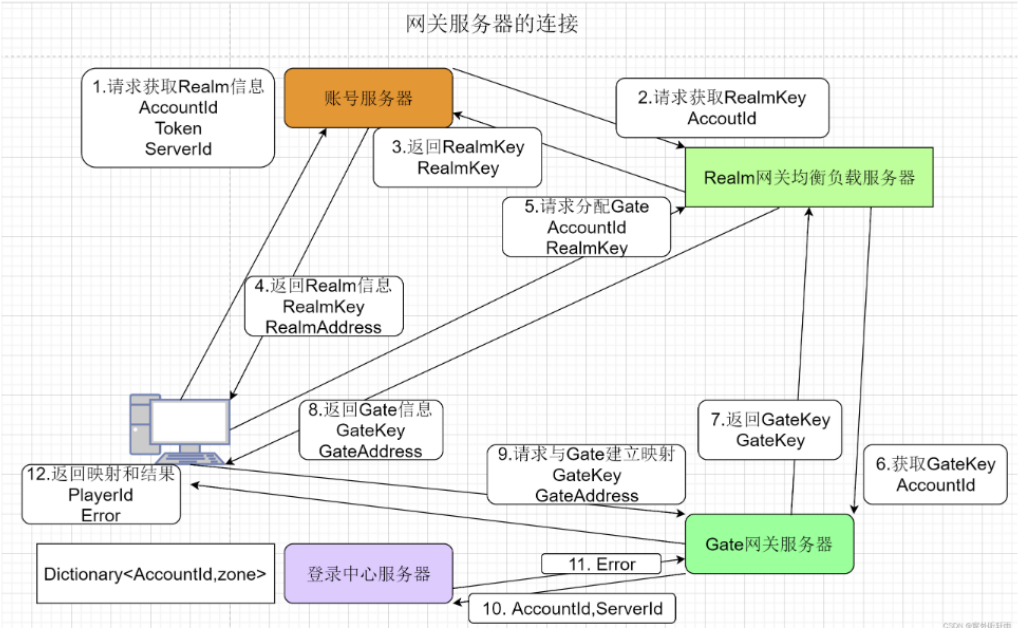 网关服务器的连接
1.请求获取Realm信息
AccountId
Token
ServerId
账号服务器
2.请求获取RealmKey
AccoutId
3.返回RealmKey
RealmKey
Realm网关均衡负载服务器
5.请求分配Gate
AccountId
RealmKey
4.返回Realm信息
RealmKey
RealmAddress
8.返回Gate信息
GateKey
GateAddress
7.返回GateKey
GateKey
9.请求与Gate建立映射
GateKey
GateAddress
6.获取GateKey
AccountId
12.返回映射和结果
PlayerId
Error
Gate网关服务器
Dictionary<AccountId,zone>
登录中心服务器
11. Error
10. AccountId,ServerId